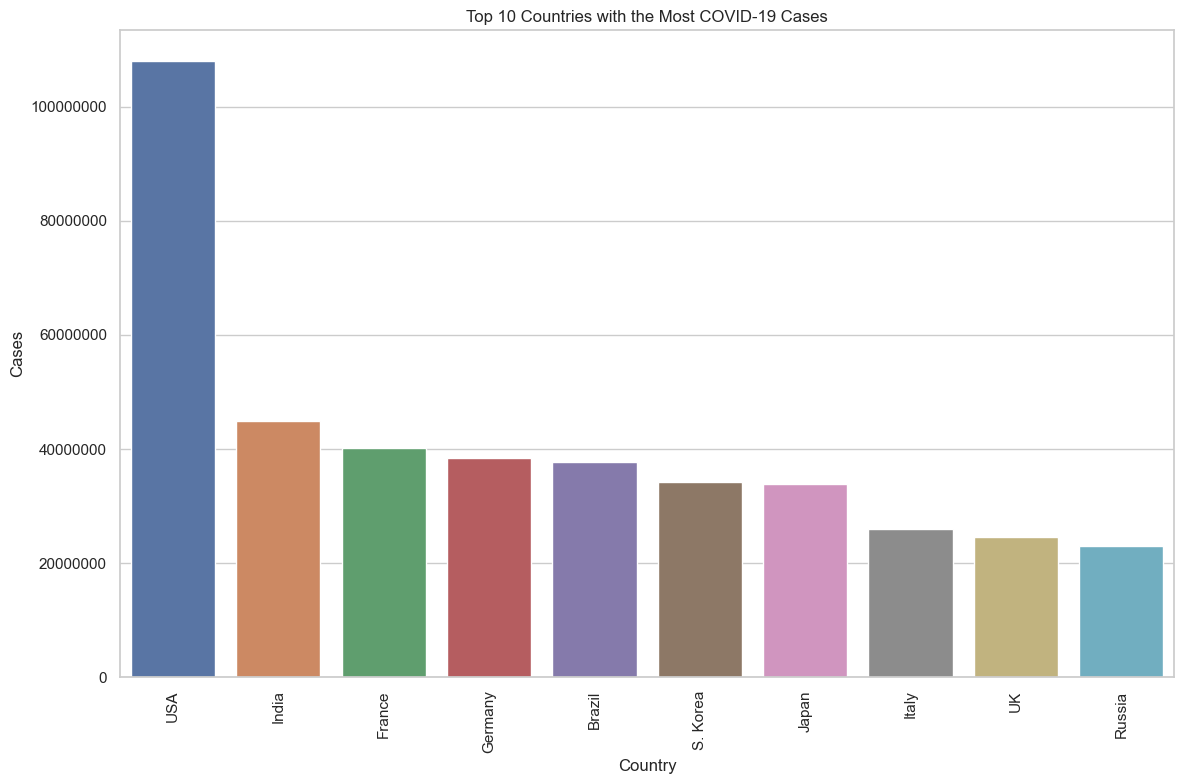 Top 10 Countries with the Most COVID-19 Cases
Cases
100000000
80000000
60000000
40000000
20000000
0
USA
India
France
Germany
Brazil
S. Korea
Japan
Italy
UK
Russia
Country